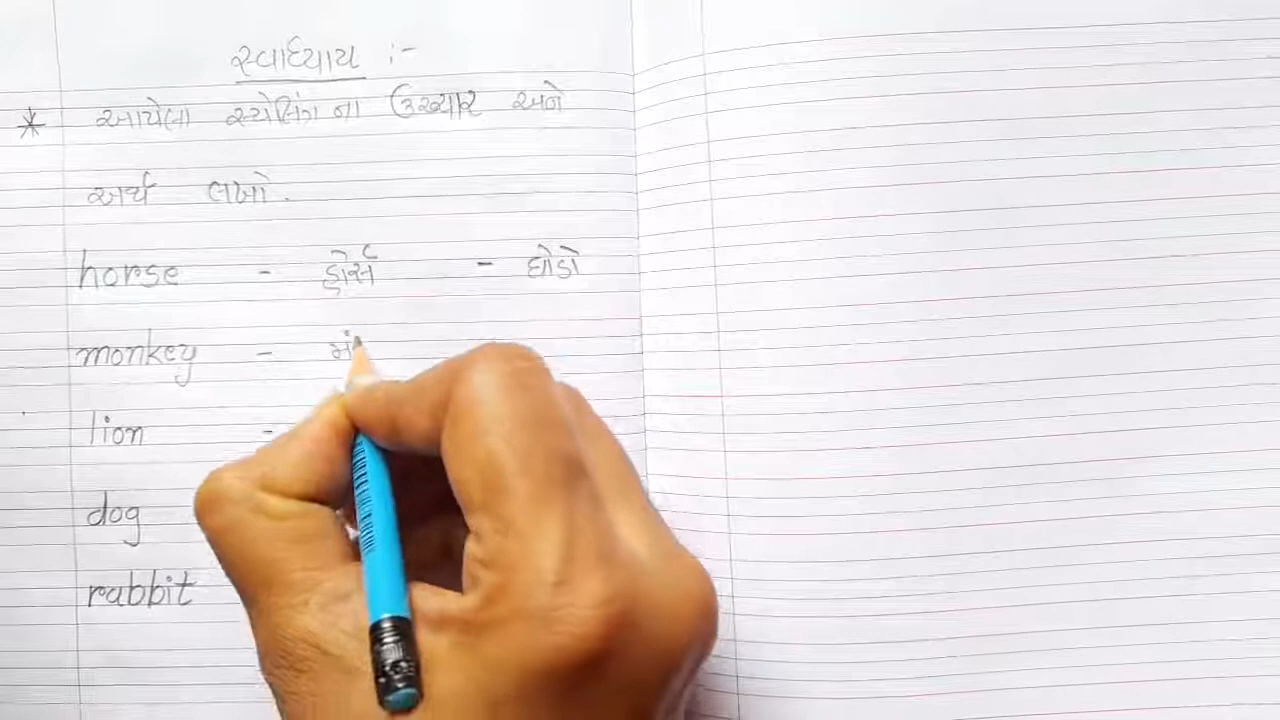 સ્વાધ્યાય :-
* આપેલા સ્પેલિંગ ના ઉચ્ચાર અને
અર્થ લખો.
horse - હોર્સ - ઘોડો
monkey - મં
lion -
dog
rabbit